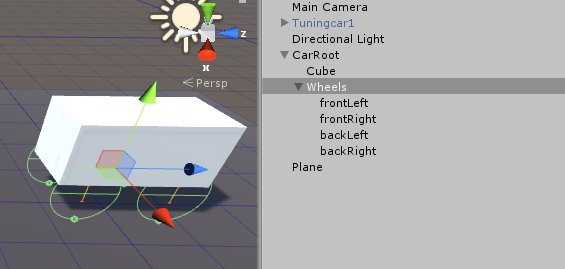 z
x
Persp
Main Camera
Tuningcar1
Directional Light
CarRoot
Cube
Wheels
frontLeft
frontRight
backLeft
backRight
Plane